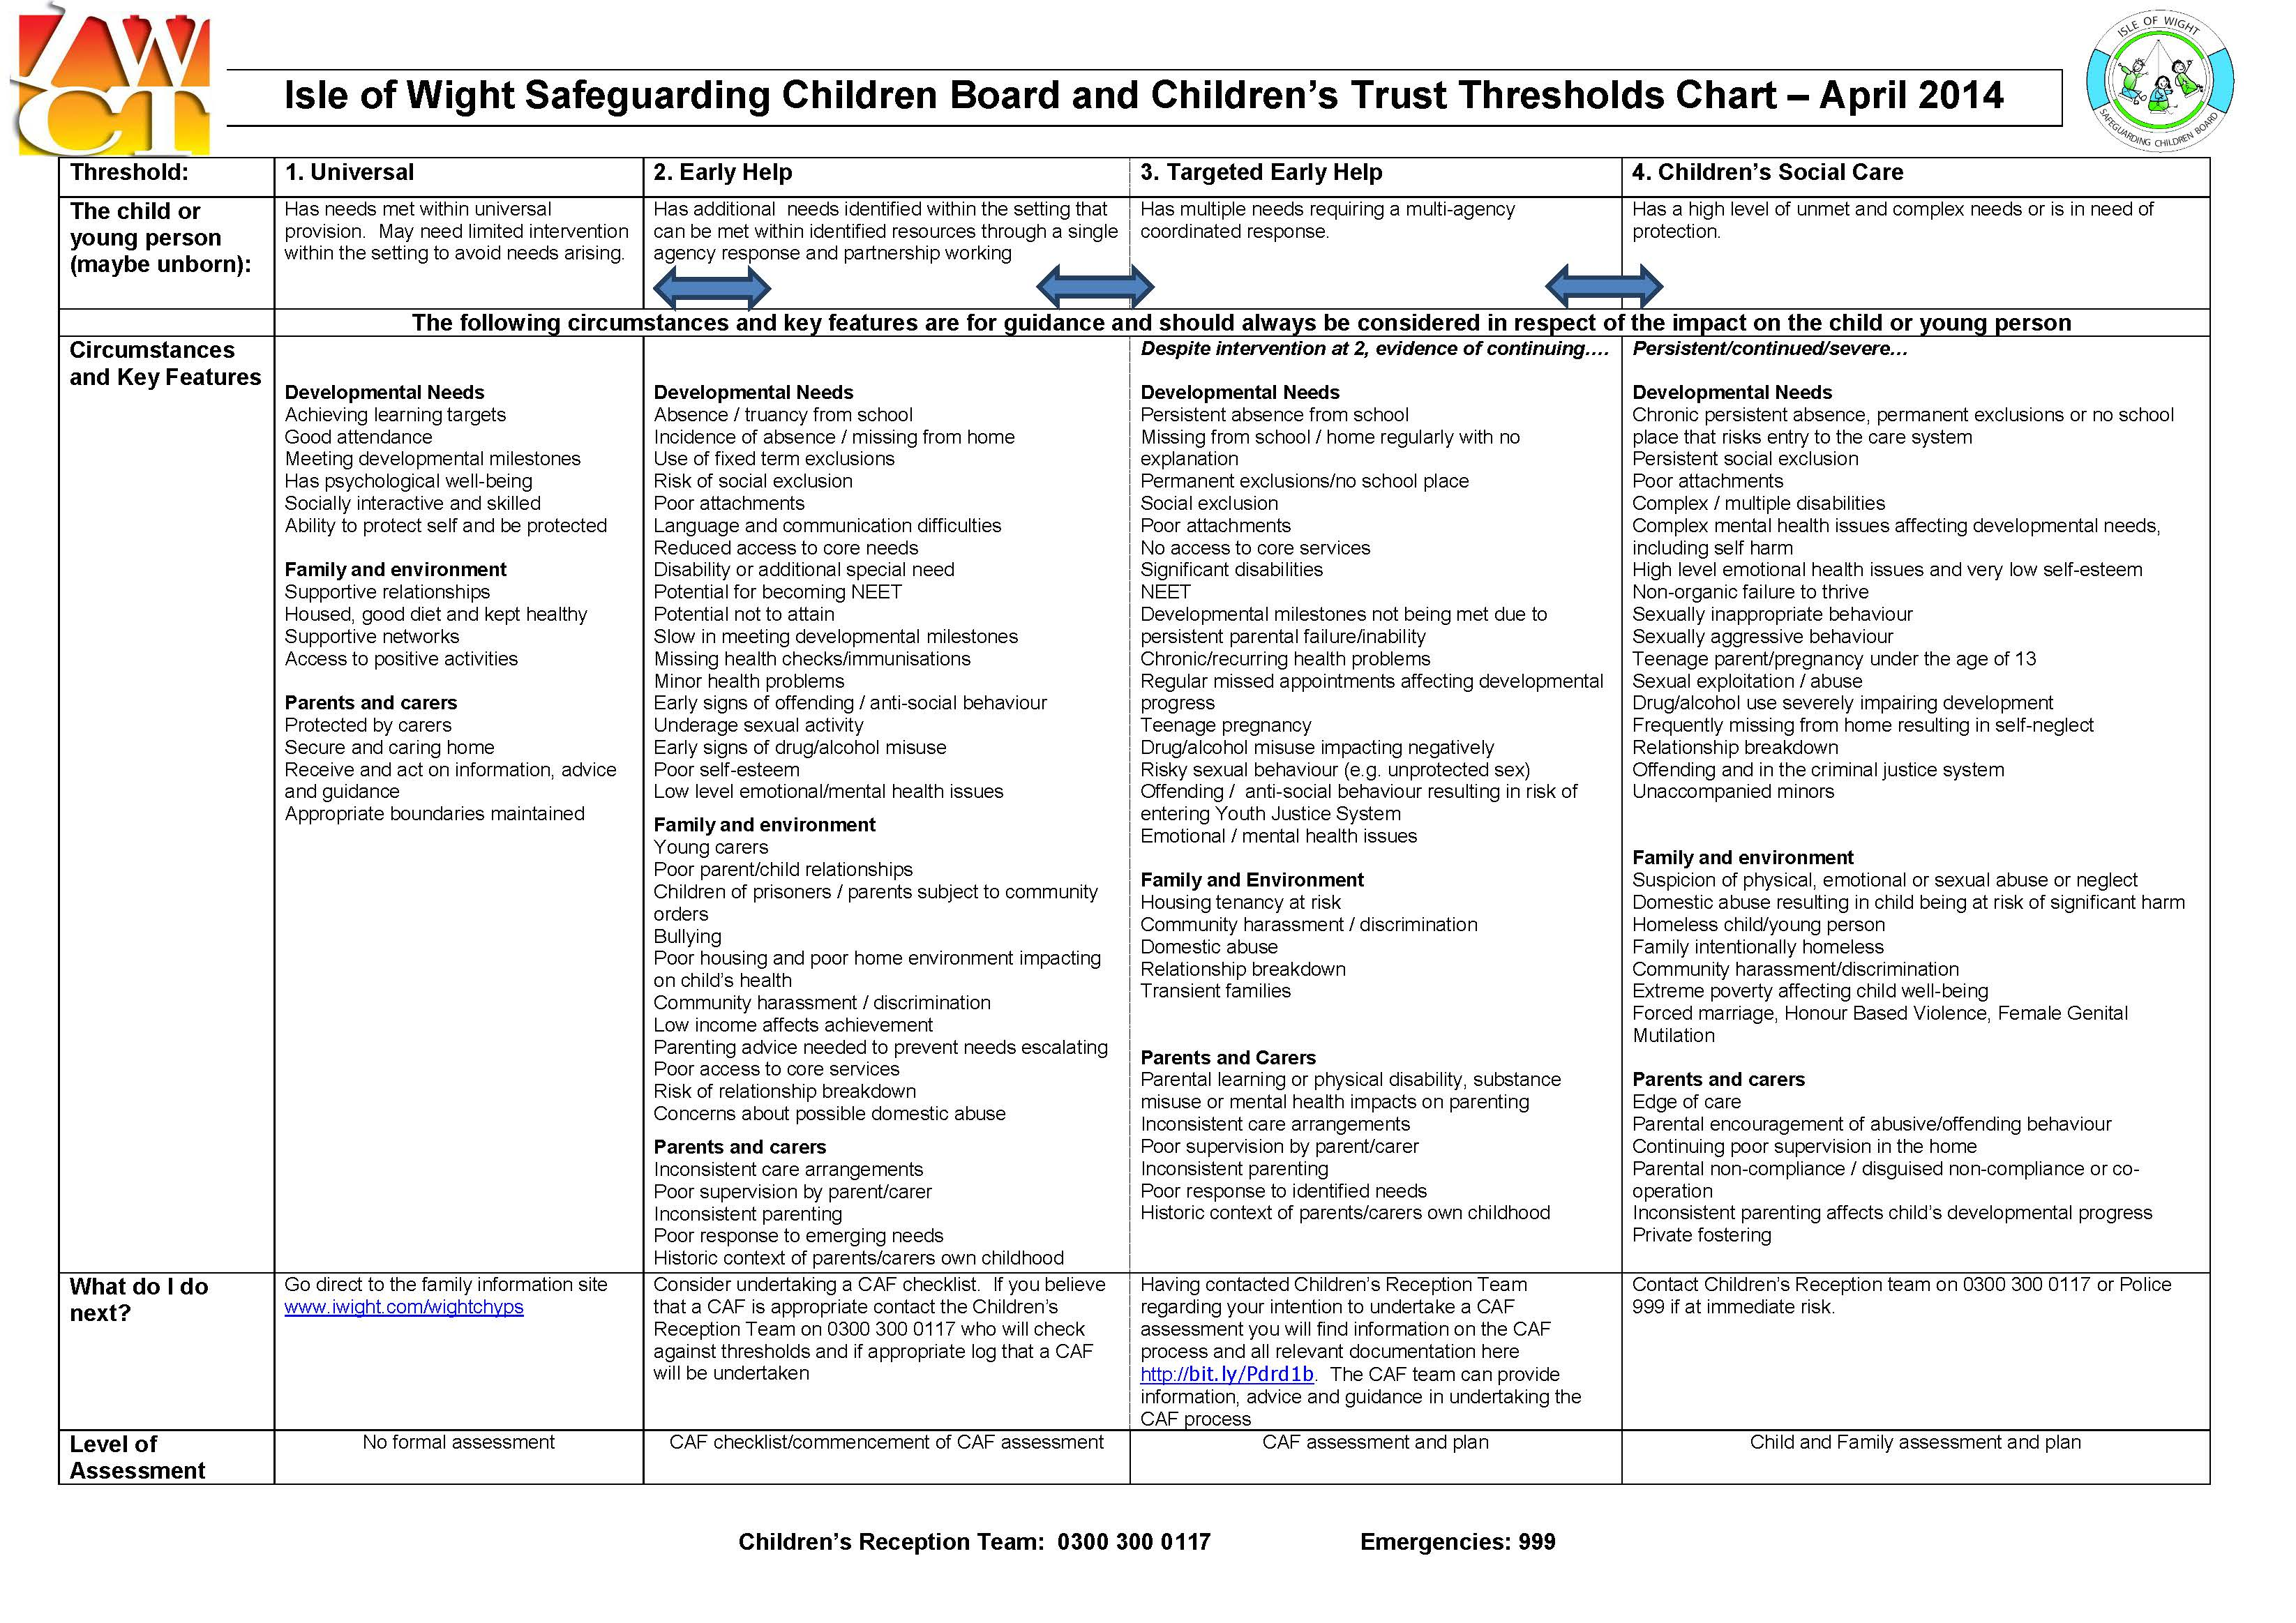 IWCT
Isle of Wight Safeguarding Children Board and Children's Trust Thresholds Chart – April 2014
ISLE OF WIGHT
SAFEGUARDING CHILDREN BOARD
Threshold:
1. Universal
2. Early Help
3. Targeted Early Help
4. Children's Social Care
The child or
young person
(maybe unborn):
Has needs met within universal
provision.  May need limited intervention
within the setting to avoid needs arising.
Has additional  needs identified within the setting that
can be met within identified resources through a single
agency response and partnership working
Has multiple needs requiring a multi-agency
coordinated response.
Has a high level of unmet and complex needs or is in need of
protection.
The following circumstances and key features are for guidance and should always be considered in respect of the impact on the child or young person
Circumstances
and Key Features
Developmental Needs
Achieving learning targets
Good attendance
Meeting developmental milestones
Has psychological well-being
Socially interactive and skilled
Ability to protect self and be protected
Family and environment
Supportive relationships
Housed, good diet and kept healthy
Supportive networks
Access to positive activities
Parents and carers
Protected by carers
Secure and caring home
Receive and act on information, advice
and guidance
Appropriate boundaries maintained
Developmental Needs
Absence / truancy from school
Incidence of absence / missing from home
Use of fixed term exclusions
Risk of social exclusion
Poor attachments
Language and communication difficulties
Reduced access to core needs
Disability or additional special need
Potential for becoming NEET
Potential not to attain
Slow in meeting developmental milestones
Missing health checks/immunisations
Minor health problems
Early signs of offending / anti-social behaviour
Underage sexual activity
Early signs of drug/alcohol misuse
Poor self-esteem
Low level emotional/mental health issues
Family and environment
Young carers
Poor parent/child relationships
Children of prisoners / parents subject to community
orders
Bullying
Poor housing and poor home environment impacting
on child's health
Community harassment / discrimination
Low income affects achievement
Parenting advice needed to prevent needs escalating
Poor access to core services
Risk of relationship breakdown
Concerns about possible domestic abuse
Parents and carers
Inconsistent care arrangements
Poor supervision by parent/carer
Inconsistent parenting
Poor response to emerging needs
Historic context of parents/carers own childhood
Despite intervention at 2, evidence of continuing….
Developmental Needs
Persistent absence from school
Missing from school / home regularly with no
explanation
Permanent exclusions/no school place
Social exclusion
Poor attachments
No access to core services
Significant disabilities
NEET
Developmental milestones not being met due to
persistent parental failure/inability
Chronic/recurring health problems
Regular missed appointments affecting developmental
progress
Teenage pregnancy
Drug/alcohol misuse impacting negatively
Risky sexual behaviour (e.g. unprotected sex)
Offending /  anti-social behaviour resulting in risk of
entering Youth Justice System
Emotional / mental health issues
Family and Environment
Housing tenancy at risk
Community harassment / discrimination
Domestic abuse
Relationship breakdown
Transient families
Parents and Carers
Parental learning or physical disability, substance
misuse or mental health impacts on parenting
Inconsistent care arrangements
Poor supervision by parent/carer
Inconsistent parenting
Poor response to identified needs
Historic context of parents/carers own childhood
Persistent/continued/severe…
Developmental Needs
Chronic persistent absence, permanent exclusions or no school
place that risks entry to the care system
Persistent social exclusion
Poor attachments
Complex / multiple disabilities
Complex mental health issues affecting developmental needs,
including self harm
High level emotional health issues and very low self-esteem
Non-organic failure to thrive
Sexually inappropriate behaviour
Sexually aggressive behaviour
Teenage parent/pregnancy under the age of 13
Sexual exploitation / abuse
Drug/alcohol use severely impairing development
Frequently missing from home resulting in self-neglect
Relationship breakdown
Offending and in the criminal justice system
Unaccompanied minors
Family and environment
Suspicion of physical, emotional or sexual abuse or neglect
Domestic abuse resulting in child being at risk of significant harm
Homeless child/young person
Family intentionally homeless
Community harassment/discrimination
Extreme poverty affecting child well-being
Forced marriage, Honour Based Violence, Female Genital
Mutilation
Parents and carers
Edge of care
Parental encouragement of abusive/offending behaviour
Continuing poor supervision in the home
Parental non-compliance / disguised non-compliance or co-
operation
Inconsistent parenting affects child's developmental progress
Private fostering
What do I do
next?
Go direct to the family information site
www.iwight.com/wightchyps
Consider undertaking a CAF checklist.  If you believe
that a CAF is appropriate contact the Children's
Reception Team on 0300 300 0117 who will check
against thresholds and if appropriate log that a CAF
will be undertaken
Having contacted Children's Reception Team
regarding your intention to undertake a CAF
assessment you will find information on the CAF
process and all relevant documentation here
http://bit.ly/Pdrd1b.  The CAF team can provide
information, advice and guidance in undertaking the
CAF process
Contact Children's Reception team on 0300 300 0117 or Police
999 if at immediate risk.
Level of
Assessment
No formal assessment
CAF checklist/commencement of CAF assessment
CAF assessment and plan
Child and Family assessment and plan
Children's Reception Team:  0300 300 0117
Emergencies: 999